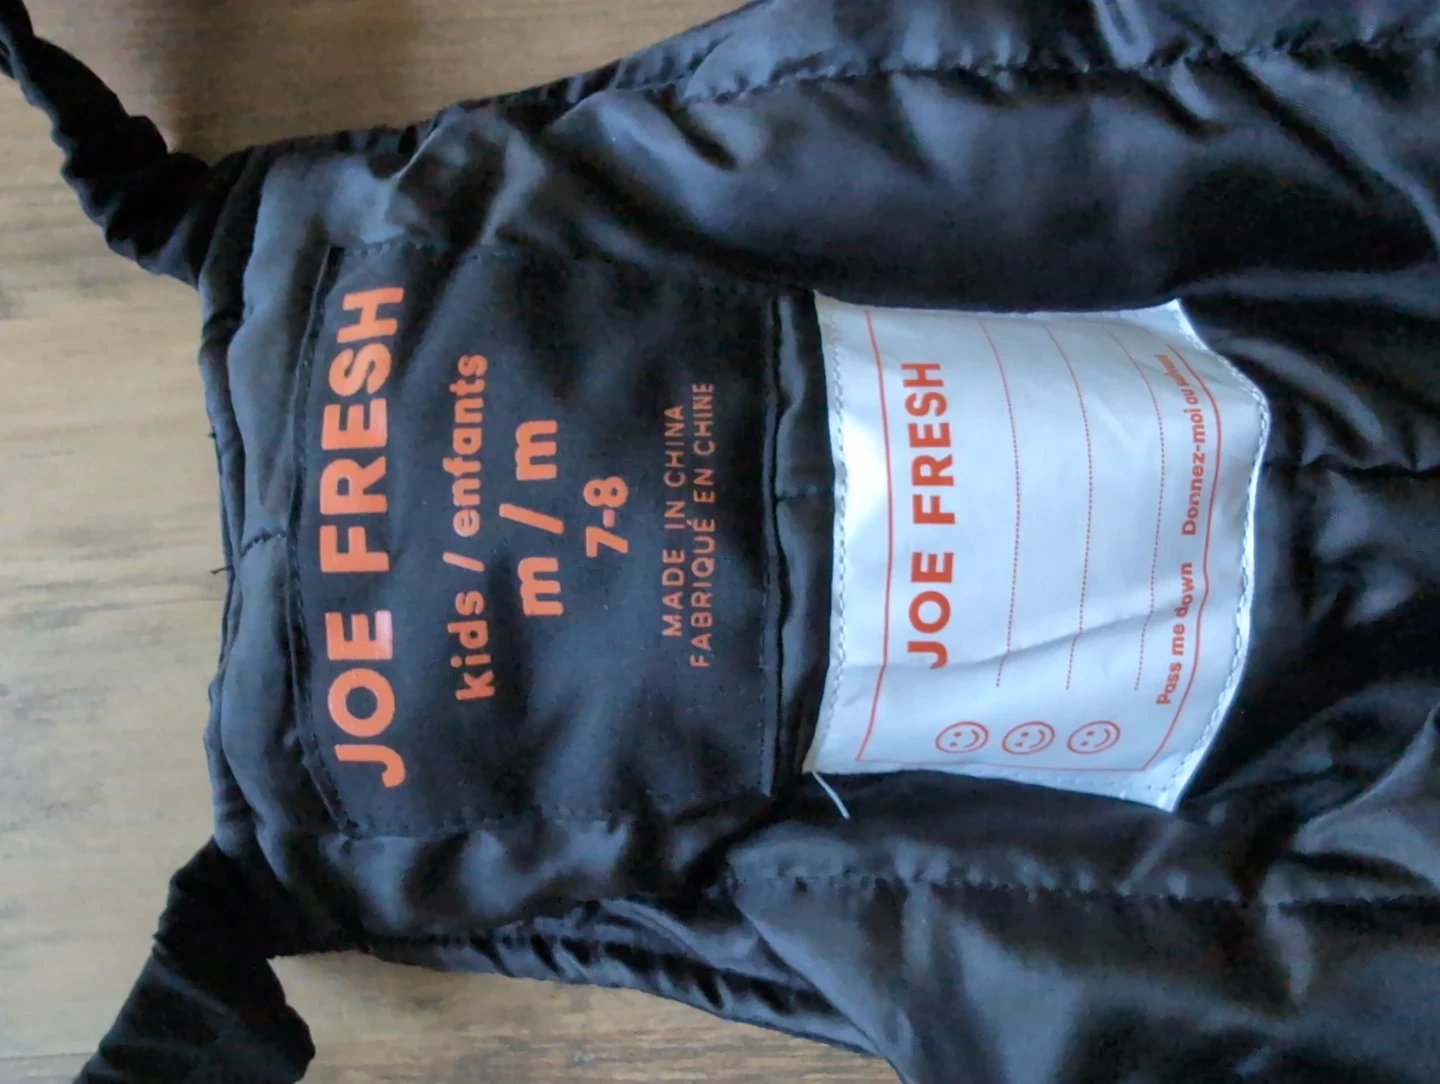 JOE FRESH
kids / enfants
m / m
7-8
MADE IN CHINA
FABRIQUÉ EN CHINE
JOE FRESH
Pass me down Donnez-moi au suivant